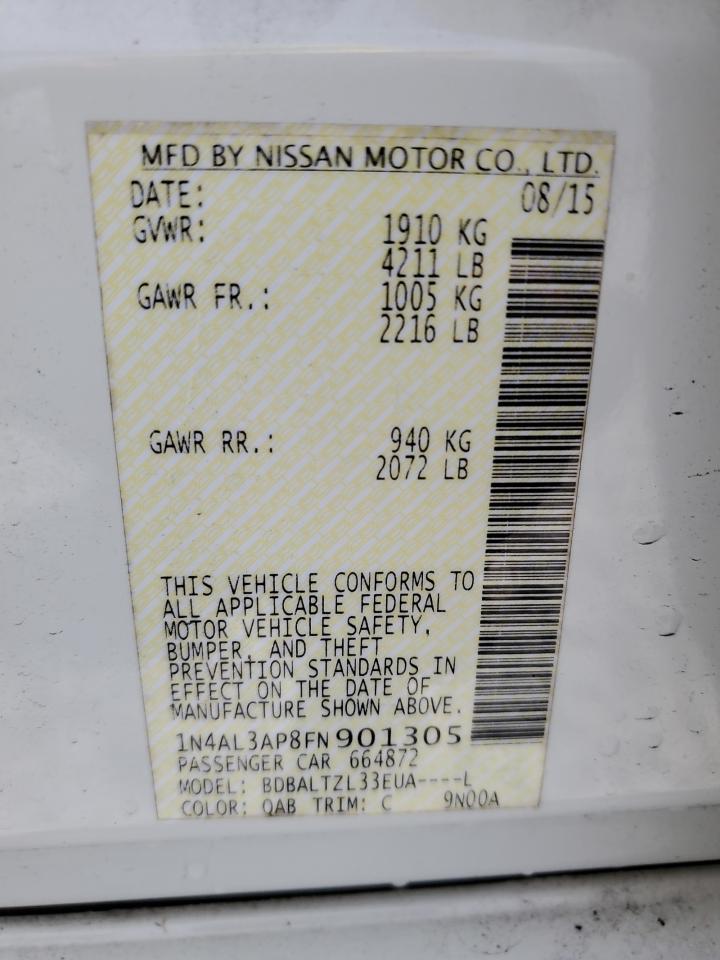 MFD BY NISSAN MOTOR CO., LTD.
DATE: 08/15
GVWR: 1910 KG
4211 LB
GAWR FR.: 1005 KG
2216 LB
GAWR RR.: 940 KG
2072 LB
THIS VEHICLE CONFORMS TO
ALL APPLICABLE FEDERAL
MOTOR VEHICLE SAFETY,
BUMPER, AND THEFT
PREVENTION STANDARDS IN
EFFECT ON THE DATE OF
MANUFACTURE SHOWN ABOVE.
1N4AL3AP8FN901305
PASSENGER CAR 664872
MODEL: BDBALTZL33EUA----L
COLOR: QAB TRIM: C 9N00A